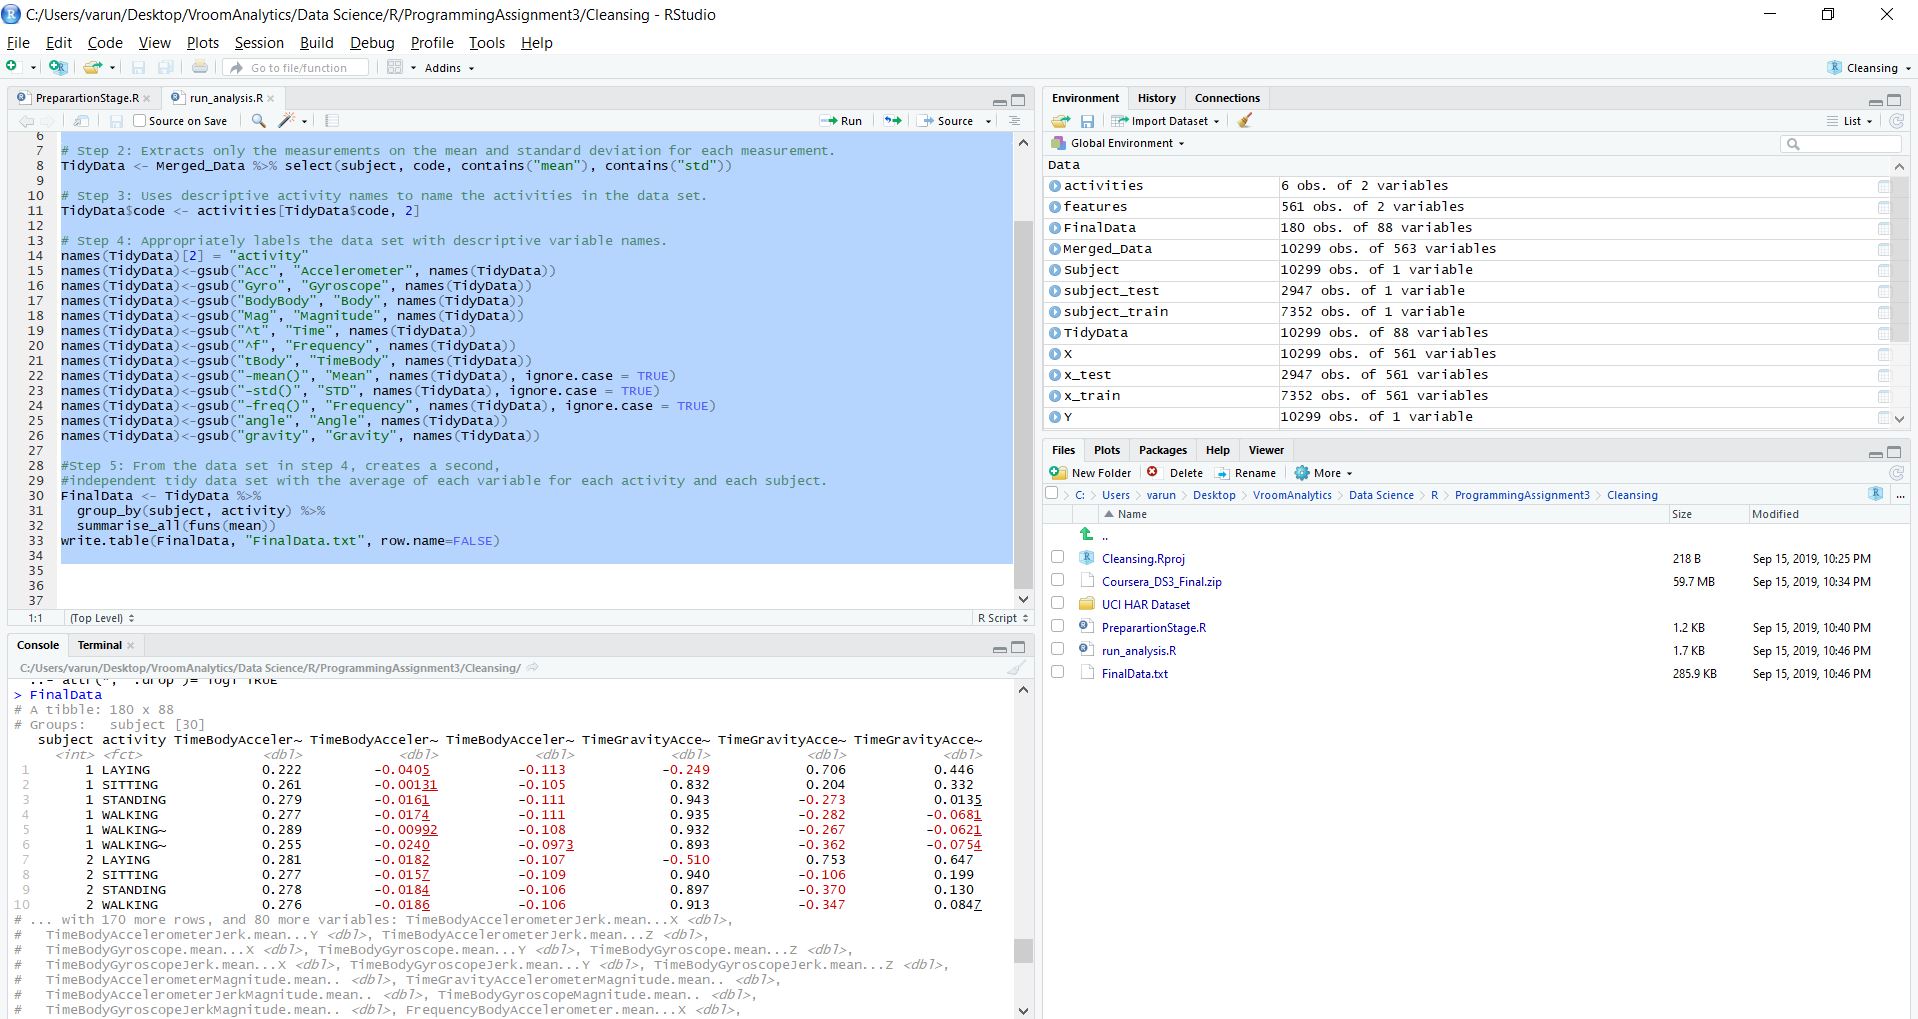 C:/Users/varun/Desktop/VroomAnalytics/Data Science/R/ProgrammingAssignment3/Cleansing - RStudio
File Edit Code View Plots Session Build Debug Profile Tools Help
Go to file/function Addins Cleansing
PreparartionStage.R run_analysis.R
Source on Save Run Source
6
7 # Step 2: Extracts only the measurements on the mean and standard deviation for each measurement.
8 TidyData <- Merged_Data %>% select(subject, code, contains("mean"), contains("std"))
9
10 # Step 3: Uses descriptive activity names to name the activities in the data set.
11 TidyData$code <- activities[TidyData$code, 2]
12
13 # Step 4: Appropriately labels the data set with descriptive variable names.
14 names(TidyData)[2] = "activity"
15 names(TidyData)<-gsub("Acc", "Accelerometer", names(TidyData))
16 names(TidyData)<-gsub("Gyro", "Gyroscope", names(TidyData))
17 names(TidyData)<-gsub("BodyBody", "Body", names(TidyData))
18 names(TidyData)<-gsub("Mag", "Magnitude", names(TidyData))
19 names(TidyData)<-gsub("^t", "Time", names(TidyData))
20 names(TidyData)<-gsub("^f", "Frequency", names(TidyData))
21 names(TidyData)<-gsub("tBody", "TimeBody", names(TidyData))
22 names(TidyData)<-gsub("-mean()", "Mean", names(TidyData), ignore.case = TRUE)
23 names(TidyData)<-gsub("-std()", "STD", names(TidyData), ignore.case = TRUE)
24 names(TidyData)<-gsub("-freq()", "Frequency", names(TidyData), ignore.case = TRUE)
25 names(TidyData)<-gsub("angle", "Angle", names(TidyData))
26 names(TidyData)<-gsub("gravity", "Gravity", names(TidyData))
27
28 #Step 5: From the data set in step 4, creates a second,
29 #independent tidy data set with the average of each variable for each activity and each subject.
30 FinalData <- TidyData %>%
31 group_by(subject, activity) %>%
32 summarise_all(funs(mean))
33 write.table(FinalData, "FinalData.txt", row.name=FALSE)
34
35
36
37
1:1 (Top Level) R Script
Console Terminal
C:/Users/varun/Desktop/VroomAnalytics/Data Science/R/ProgrammingAssignment3/Cleansing/
..- attr(*, ".drop")= logi TRUE
> FinalData
# A tibble: 180 x 88
# Groups: subject [30]
subject activity TimeBodyAcceler~ TimeBodyAcceler~ TimeBodyAcceler~ TimeGravityAcce~ TimeGravityAcce~ TimeGravityAcce~
<int> <fct> <dbl> <dbl> <dbl> <dbl> <dbl> <dbl>
1 1 LAYING 0.222 -0.0405 -0.113 -0.249 0.706 0.446
2 1 SITTING 0.261 -0.00131 -0.105 0.832 0.204 0.332
3 1 STANDING 0.279 -0.0161 -0.111 0.943 -0.273 0.0135
4 1 WALKING 0.277 -0.0174 -0.111 0.935 -0.282 -0.0681
5 1 WALKING~ 0.289 -0.00992 -0.108 0.932 -0.267 -0.0621
6 1 WALKING~ 0.255 -0.0240 -0.0973 0.893 -0.362 -0.0754
7 2 LAYING 0.281 -0.0182 -0.107 -0.510 0.753 0.647
8 2 SITTING 0.277 -0.0157 -0.109 0.940 -0.106 0.199
9 2 STANDING 0.278 -0.0184 -0.106 0.897 -0.370 0.130
10 2 WALKING 0.276 -0.0186 -0.106 0.913 -0.347 0.0847
# ... with 170 more rows, and 80 more variables: TimeBodyAccelerometerJerk.mean...X <dbl>,
# TimeBodyAccelerometerJerk.mean...Y <dbl>, TimeBodyAccelerometerJerk.mean...Z <dbl>,
# TimeBodyGyroscope.mean...X <dbl>, TimeBodyGyroscope.mean...Y <dbl>, TimeBodyGyroscope.mean...Z <dbl>,
# TimeBodyGyroscopeJerk.mean...X <dbl>, TimeBodyGyroscopeJerk.mean...Y <dbl>, TimeBodyGyroscopeJerk.mean...Z <dbl>,
# TimeBodyAccelerometerMagnitude.mean.. <dbl>, TimeGravityAccelerometerMagnitude.mean.. <dbl>,
# TimeBodyAccelerometerJerkMagnitude.mean.. <dbl>, TimeBodyGyroscopeMagnitude.mean.. <dbl>,
# TimeBodyGyroscopeJerkMagnitude.mean.. <dbl>, FrequencyBodyAccelerometer.mean...X <dbl>,
Environment History Connections
Import Dataset List
Global Environment
Data
activities 6 obs. of 2 variables
features 561 obs. of 2 variables
FinalData 180 obs. of 88 variables
Merged_Data 10299 obs. of 563 variables
Subject 10299 obs. of 1 variable
subject_test 2947 obs. of 1 variable
subject_train 7352 obs. of 1 variable
TidyData 10299 obs. of 88 variables
X 10299 obs. of 561 variables
x_test 2947 obs. of 561 variables
x_train 7352 obs. of 561 variables
Y 10299 obs. of 1 variable
Files Plots Packages Help Viewer
New Folder Delete Rename More
C: > Users > varun > Desktop > VroomAnalytics > Data Science > R > ProgrammingAssignment3 > Cleansing ...
Name Size Modified
..
Cleansing.Rproj 218 B Sep 15, 2019, 10:25 PM
Coursera_DS3_Final.zip 59.7 MB Sep 15, 2019, 10:34 PM
UCI HAR Dataset
PreparartionStage.R 1.2 KB Sep 15, 2019, 10:40 PM
run_analysis.R 1.7 KB Sep 15, 2019, 10:46 PM
FinalData.txt 285.9 KB Sep 15, 2019, 10:46 PM